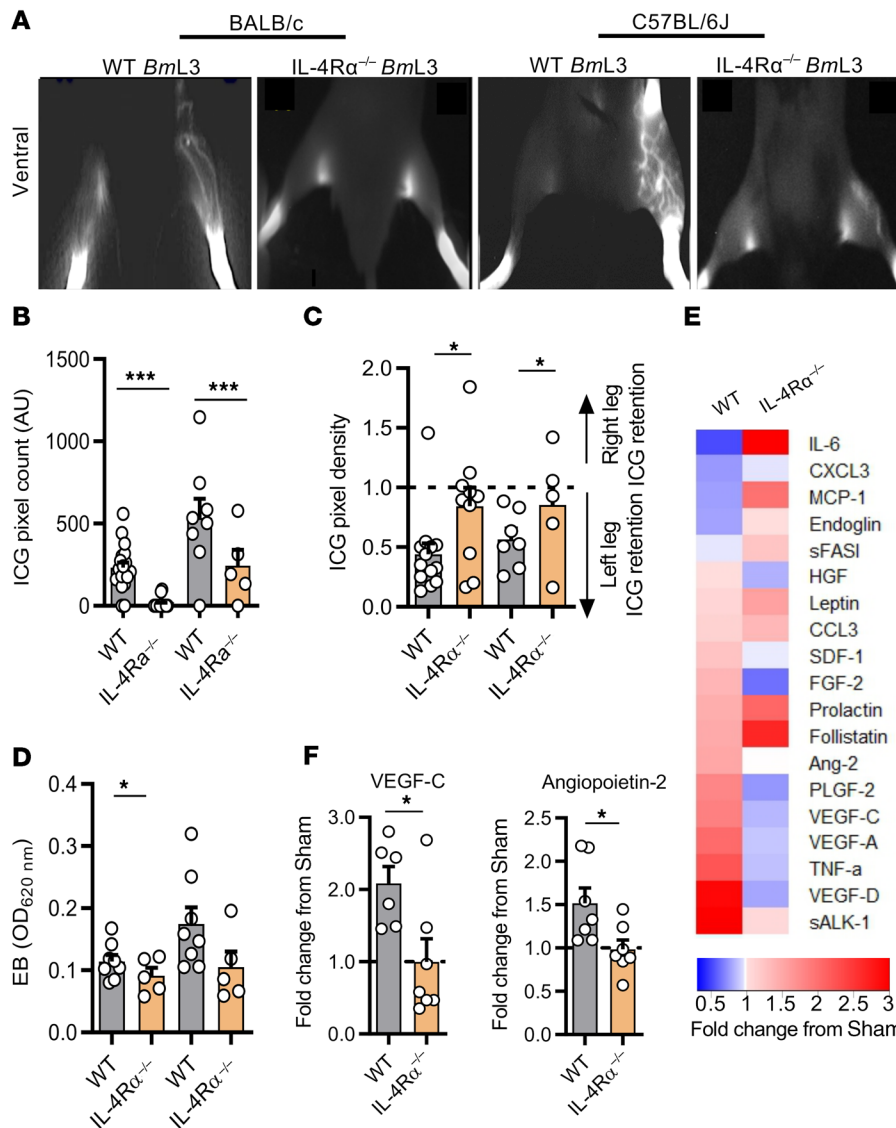 A
BALB/c
C57BL/6J
WT BmL3
IL-4Rα−/− BmL3
WT BmL3
IL-4Rα−/− BmL3
Ventral
B
ICG pixel count (AU)
1500
1000
500
0
***
***
WT
IL-4Ra−/−
WT
IL-4Ra−/−
C
ICG pixel density
2.0
1.5
1.0
0.5
0.0
*
*
WT
IL-4Rα−/−
WT
IL-4Rα−/−
Right leg
ICG retention
Left leg
ICG retention
E
WT
IL-4Rα−/−
IL-6
CXCL3
MCP-1
Endoglin
sFASl
HGF
Leptin
CCL3
SDF-1
FGF-2
Prolactin
Follistatin
Ang-2
PLGF-2
VEGF-C
VEGF-A
TNF-a
VEGF-D
sALK-1
0.5
1
1.5
2
2.5
3
Fold change from Sham
D
EB (OD620 nm)
0.4
0.3
0.2
0.1
0.0
*
WT
IL-4Rα−/−
WT
IL-4Rα−/−
F
VEGF-C
Fold change from Sham
3.0
2.0
1.0
0.0
*
WT
IL-4Rα−/−
Angiopoietin-2
Fold change from Sham
2.5
2.0
1.5
1.0
0.5
0.0
*
WT
IL-4Rα−/−